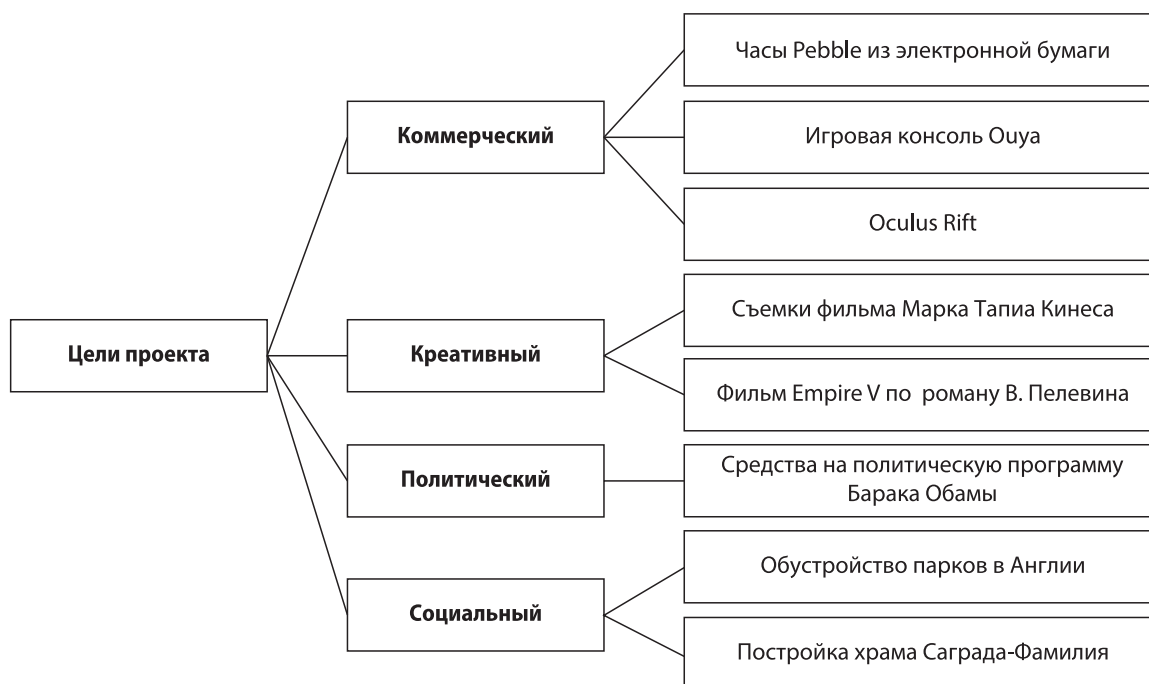 Цели проекта
Коммерческий
Часы Pebble из электронной бумаги
Игровая консоль Ouya
Oculus Rift
Креативный
Съемки фильма Марка Тапиа Кинеса
Фильм Empire V по роману В. Пелевина
Политический
Средства на политическую программу
Барака Обамы
Социальный
Обустройство парков в Англии
Постройка храма Саграда-Фамилия